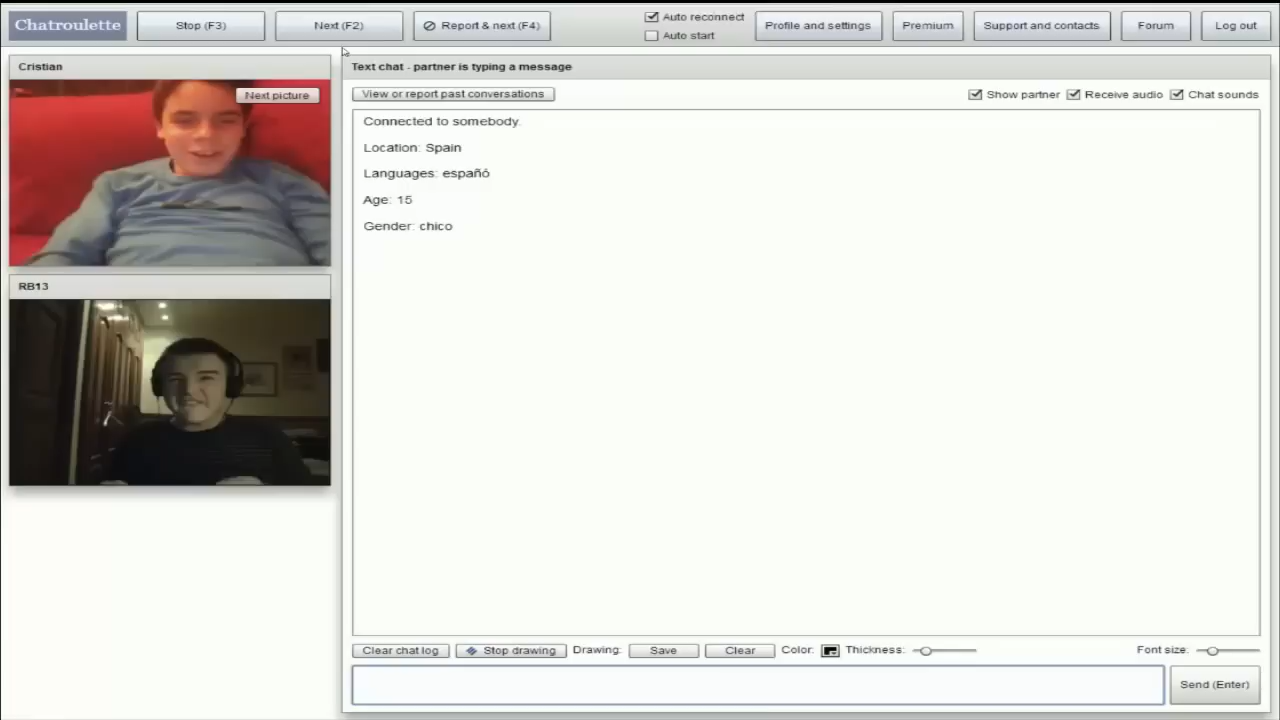 Chatroulette
Stop (F3)
Next (F2)
Report & next (F4)
Auto reconnect
Auto start
Profile and settings
Premium
Support and contacts
Forum
Log out
Cristian
Next picture
RB13
Text chat - partner is typing a message
View or report past conversations
Show partner
Receive audio
Chat sounds
Connected to somebody.
Location: Spain
Languages: españó
Age: 15
Gender: chico
Clear chat log
Stop drawing
Drawing:
Save
Clear
Color:
Thickness:
Font size:
Send (Enter)